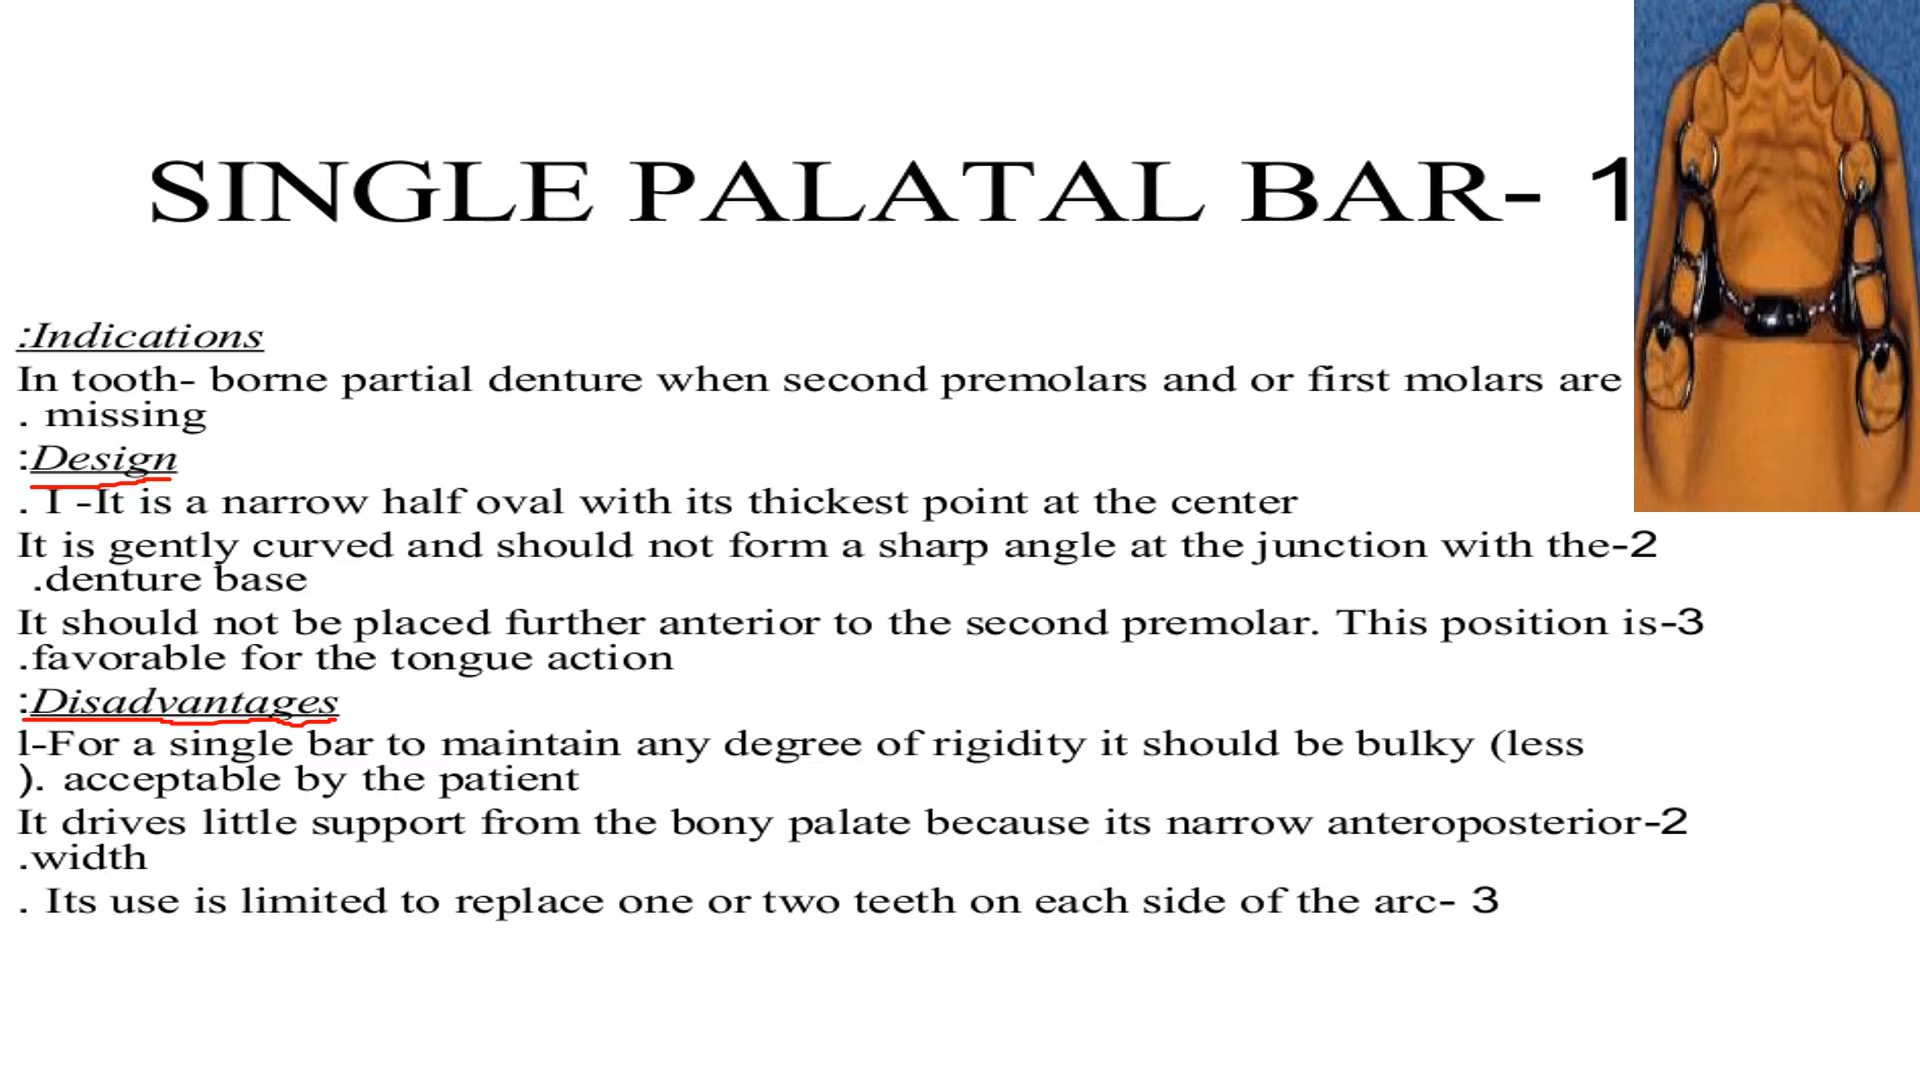 SINGLE PALATAL BAR- 1
:Indications
In tooth- borne partial denture when second premolars and or first molars are
. missing
:Design
. I -It is a narrow half oval with its thickest point at the center
It is gently curved and should not form a sharp angle at the junction with the-2
.denture base
It should not be placed further anterior to the second premolar. This position is-3
.favorable for the tongue action
:Disadvantages
l-For a single bar to maintain any degree of rigidity it should be bulky (less
). acceptable by the patient
It drives little support from the bony palate because its narrow anteroposterior-2
.width
. Its use is limited to replace one or two teeth on each side of the arc- 3